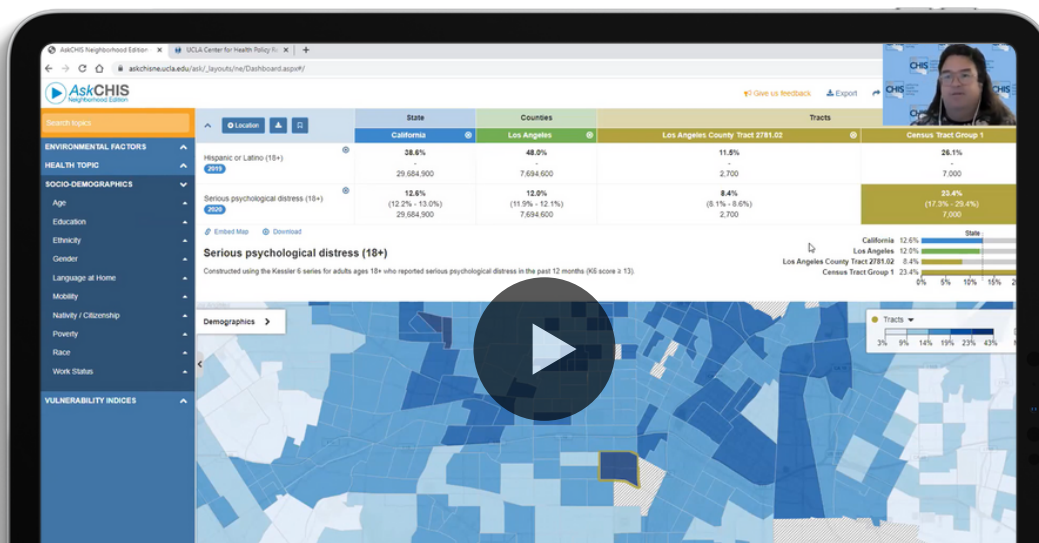 AskCHIS Neighborhood Edition
UCLA Center for Health Policy R
askchisne.ucla.edu/ask/_layouts/ne/Dashboard.aspx#/
AskCHIS
Neighborhood Edition
Give us feedback
Export
CHIS
CHIS
CHIS
Search topics
ENVIRONMENTAL FACTORS
HEALTH TOPIC
SOCIO-DEMOGRAPHICS
Age
Education
Ethnicity
Gender
Language at Home
Mobility
Nativity / Citizenship
Poverty
Race
Work Status
VULNERABILITY INDICES
Location
State Counties Tracts
California Los Angeles Los Angeles County Tract 2781.02 Census Tract Group 1
Hispanic or Latino (18+)
2019
38.6% 48.0% 11.5% 26.1%
- - - -
29,684,900 7,694,600 2,700 7,000
Serious psychological distress (18+)
2020
12.6% 12.0% 8.4% 23.4%
(12.2% - 13.0%) (11.9% - 12.1%) (8.1% - 8.6%) (17.3% - 29.4%)
29,684,900 7,694,600 2,700 7,000
Embed Map Download
Serious psychological distress (18+)
Constructed using the Kessler 6 series for adults ages 18+ who reported serious psychological distress in the past 12 months (K6 score ≥ 13).
State
California 12.6%
Los Angeles 12.0%
Los Angeles County Tract 2781.02 8.4%
Census Tract Group 1 23.4%
0% 5% 10% 15% 2
Demographics
Tracts
3% 9% 14% 19% 23% 43%